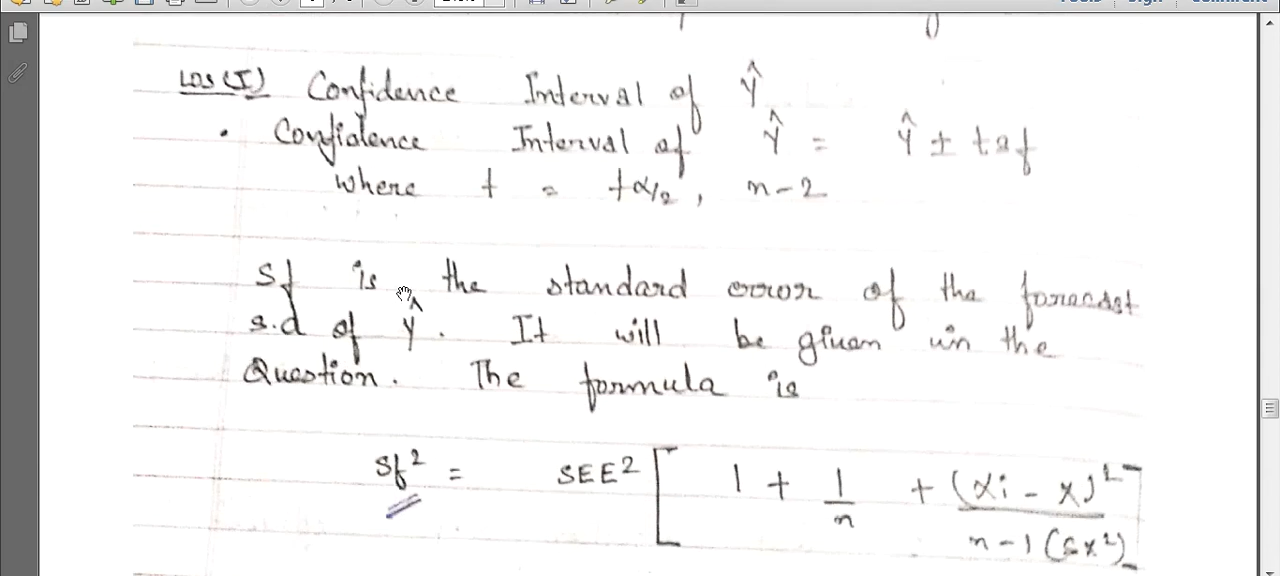 LOS (I) Confidence Interval of Ŷ
• Confidence Interval of Ŷ = Ŷ ± t sf
where t = tα/2, n-2
Sf is the standard error of the forecast
s.d of Ŷ. It will be given in the
Question. The formula is
Sf² = SEE² [ 1 + 1/n + (xi - x)²/n-1 (sx²) ]